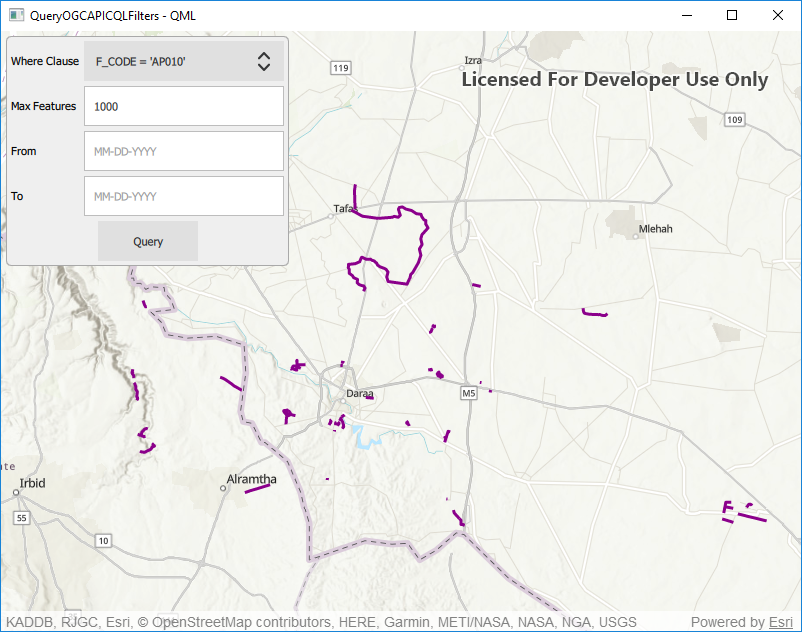 QueryOGCAPICQLFilters - QML
Where Clause
F_CODE = 'AP010'
Max Features
1000
From
MM-DD-YYYY
To
MM-DD-YYYY
Query
Licensed For Developer Use Only
Izra
119
109
Tafas
Mlehah
Daraa
M5
Alramtha
Irbid
55
10
KADDB, RJGC, Esri, © OpenStreetMap contributors, HERE, Garmin, METI/NASA, NASA, NGA, USGS
Powered by Esri